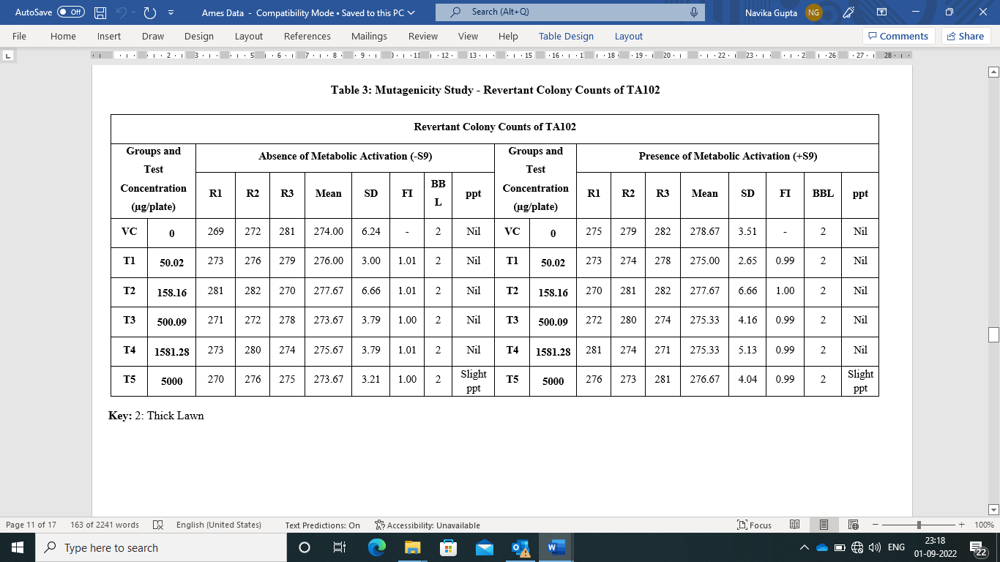 AutoSave Off Ames Data - Compatibility Mode • Saved to this PC Search (Alt+Q) Navika Gupta NG
File Home Insert Draw Design Layout References Mailings Review View Help Table Design Layout Comments Share
Table 3: Mutagenicity Study - Revertant Colony Counts of TA102
Revertant Colony Counts of TA102
Groups and Test Concentration (µg/plate) Absence of Metabolic Activation (-S9) Groups and Test Concentration (µg/plate) Presence of Metabolic Activation (+S9)
R1 R2 R3 Mean SD FI BBL ppt R1 R2 R3 Mean SD FI BBL ppt
VC 0 269 272 281 274.00 6.24 - 2 Nil VC 0 275 279 282 278.67 3.51 - 2 Nil
T1 50.02 273 276 279 276.00 3.00 1.01 2 Nil T1 50.02 273 274 278 275.00 2.65 0.99 2 Nil
T2 158.16 281 282 270 277.67 6.66 1.01 2 Nil T2 158.16 270 281 282 277.67 6.66 1.00 2 Nil
T3 500.09 271 272 278 273.67 3.79 1.00 2 Nil T3 500.09 272 280 274 275.33 4.16 0.99 2 Nil
T4 1581.28 273 280 274 275.67 3.79 1.01 2 Nil T4 1581.28 281 274 271 275.33 5.13 0.99 2 Nil
T5 5000 270 276 275 273.67 3.21 1.00 2 Slight ppt T5 5000 276 273 281 276.67 4.04 0.99 2 Slight ppt
Key: 2: Thick Lawn
Page 11 of 17 163 of 2241 words English (United States) Text Predictions: On Accessibility: Unavailable Focus 100%
Type here to search ENG 23:18
01-09-2022 22